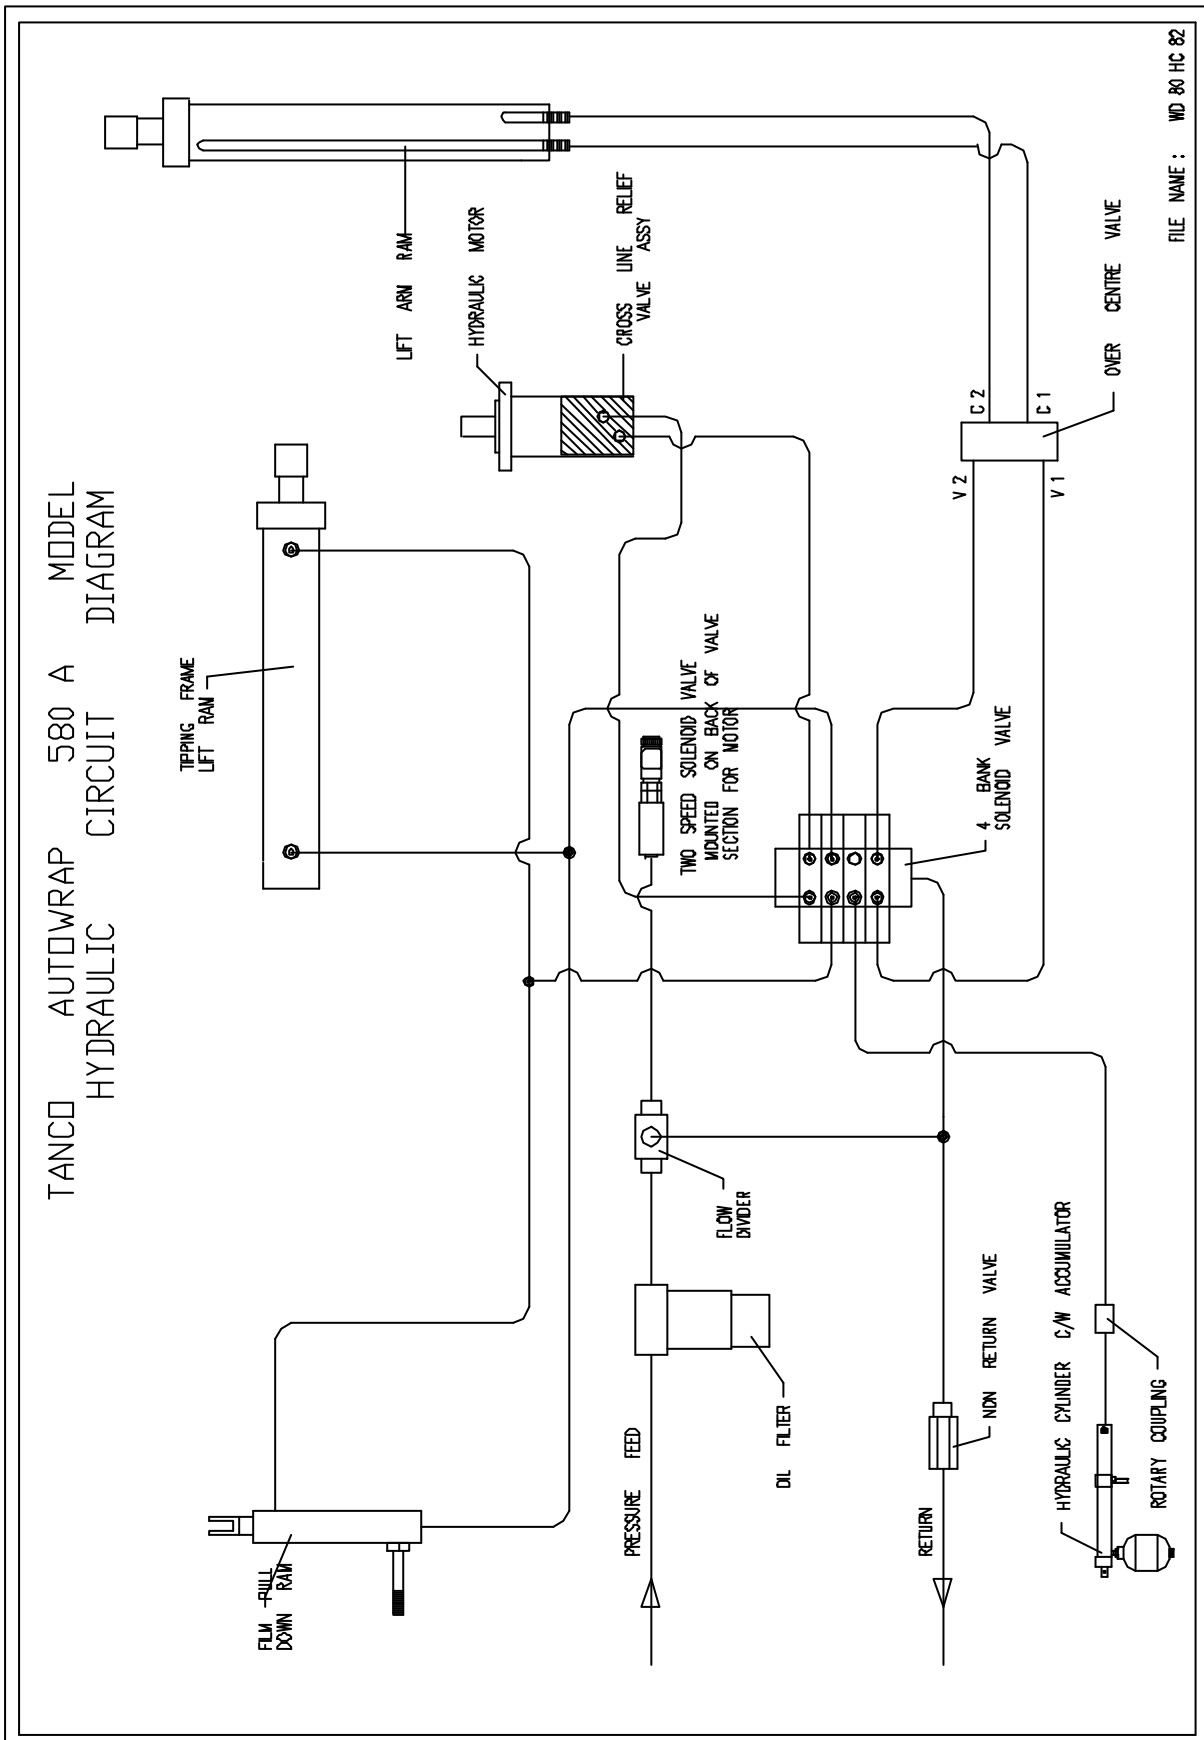 TANCO AUTOWRAP 580 A MODEL
HYDRAULIC CIRCUIT DIAGRAM
TIPPING FRAME
LIFT RAM
LIFT ARM RAM
HYDRAULIC MOTOR
CROSS LINE RELIEF
VALVE ASSY
FILM PULL
DOWN RAM
TWO SPEED SOLENOID VALVE
MOUNTED ON BACK OF VALVE
SECTION FOR MOTOR
PRESSURE FEED
OIL FILTER
FLOW
DIVIDER
4 BANK
SOLENOID VALVE
V 2
C 2
V 1
C 1
OVER CENTRE VALVE
RETURN
NON RETURN VALVE
HYDRAULIC CYLINDER C/W ACCUMULATOR
ROTARY COUPLING
FILE NAME : WD 80 HC 82